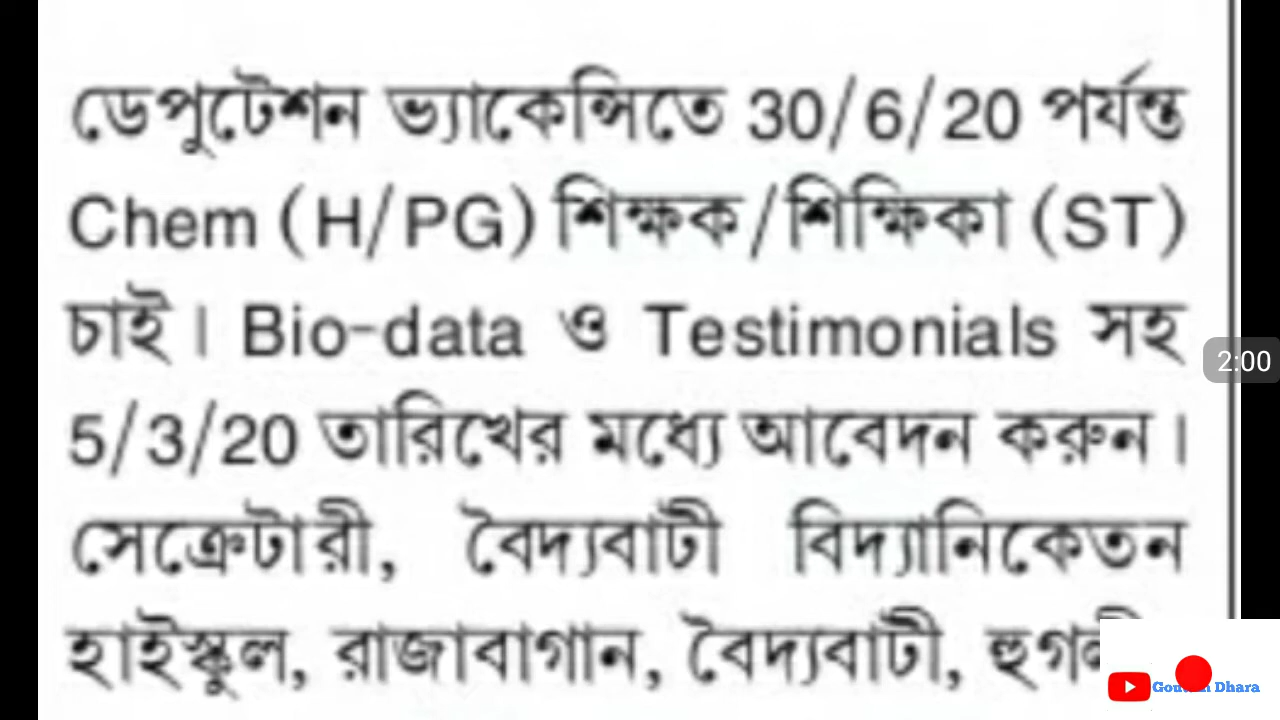 ডেপুটেশন ভ্যাকেন্সিতে 30/6/20 পর্যন্ত
Chem (H/PG) শিক্ষক/শিক্ষিকা (ST)
চাই। Bio-data ও Testimonials সহ
2:00
5/3/20 তারিখের মধ্যে আবেদন করুন।
সেক্রেটারী, বৈদ্যবাটী বিদ্যানিকেতন
হাইস্কুল, রাজাবাগান, বৈদ্যবাটী,
Dhara